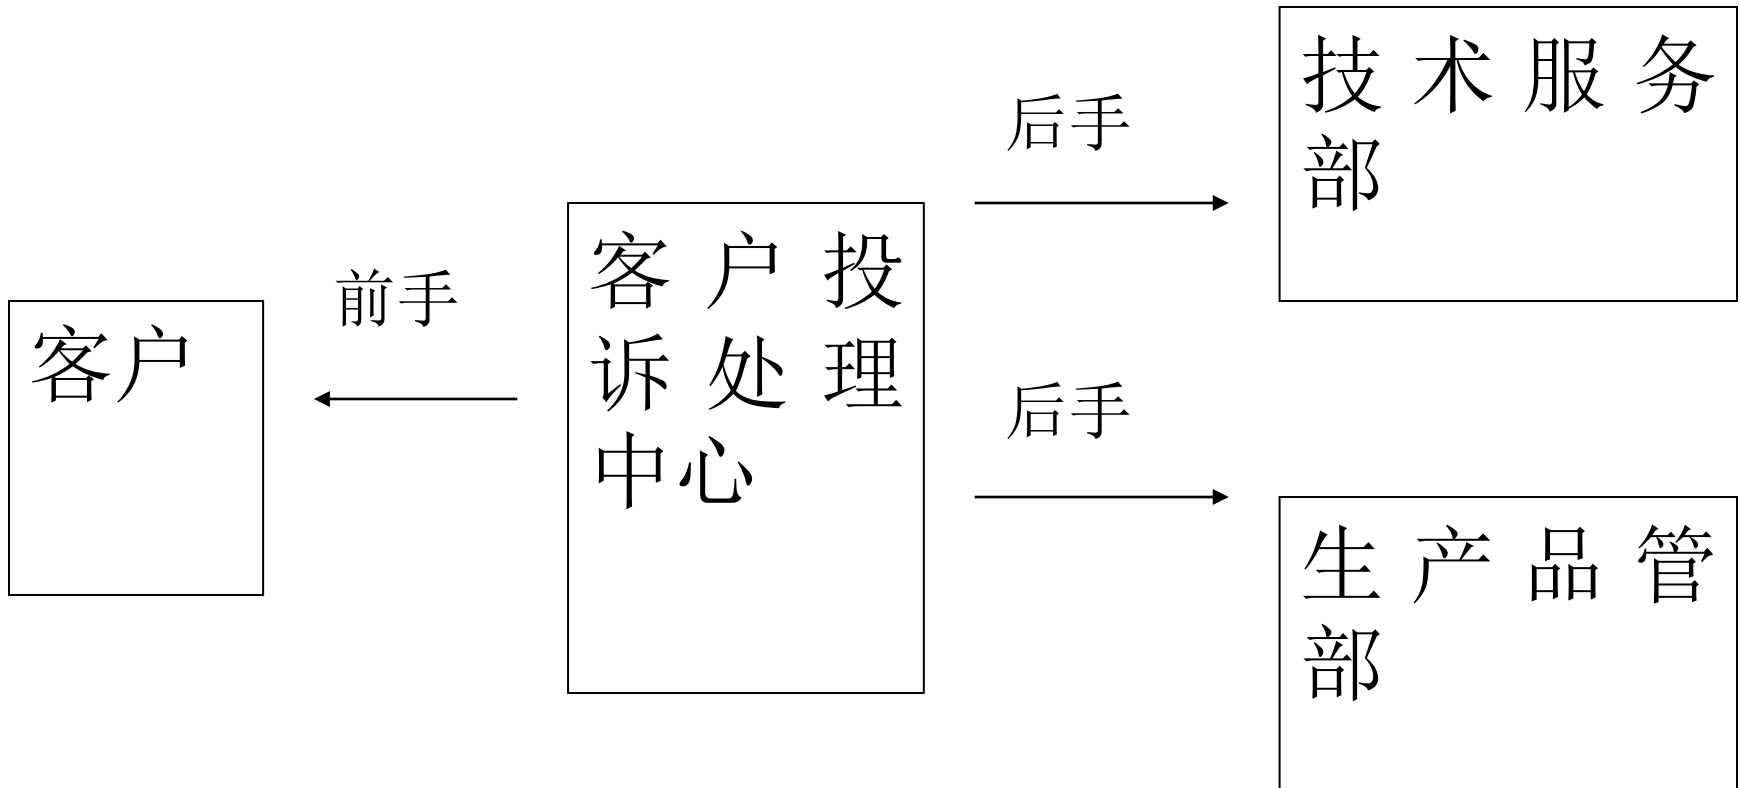 客户
前手
客户投
诉处理
中心
后手
技术服务
部
后手
生产品管
部